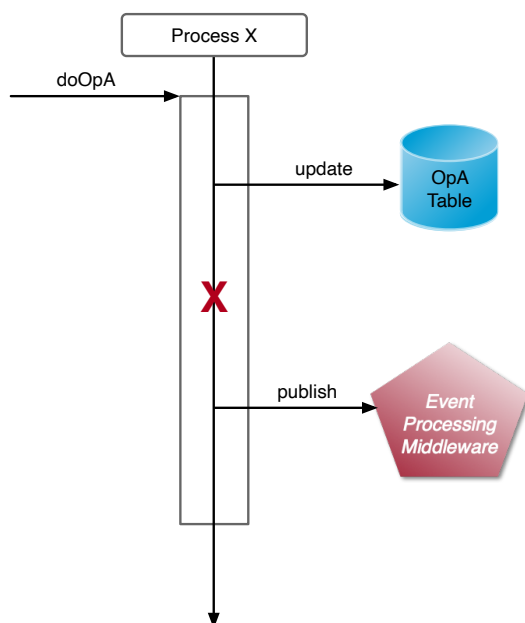 Process X
doOpA
update
OpA
Table
X
publish
Event
Processing
Middleware